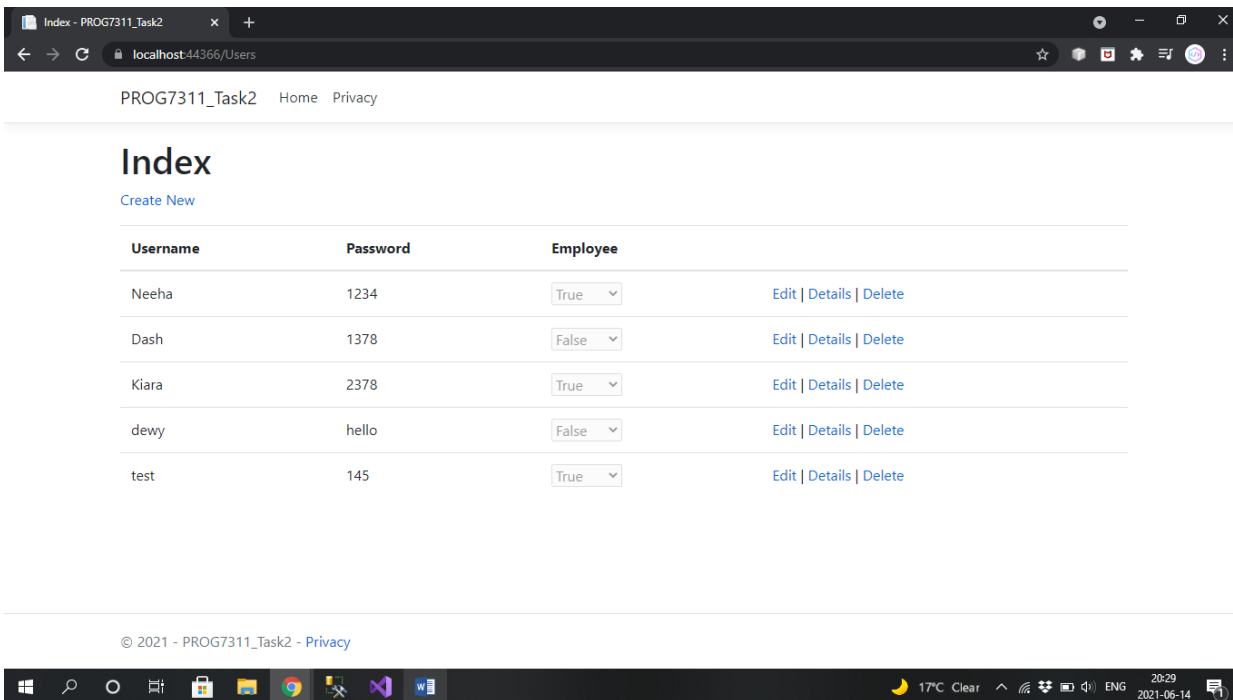 Index - PROG7311_Task2
localhost:44366/Users
PROG7311_Task2 Home Privacy
Index
Create New
Username Password Employee
Neeha 1234 True Edit | Details | Delete
Dash 1378 False Edit | Details | Delete
Kiara 2378 True Edit | Details | Delete
dewy hello False Edit | Details | Delete
test 145 True Edit | Details | Delete
© 2021 - PROG7311_Task2 - Privacy
17°C Clear ENG 20:29
2021-06-14